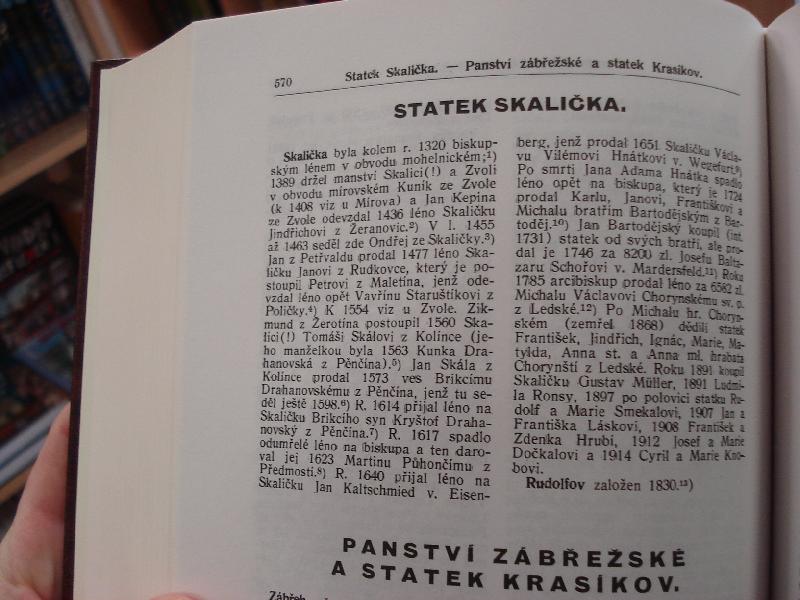 570
Statek Skalička. — Panství zábřežské a statek Krasíkov.
STATEK SKALIČKA.
Skalička byla kolem r. 1320 biskup-
ským lénem v obvodu mohelnickém;¹)
1389 držel manství Skalici(!) a Zvoli
v obvodu mírovském Kuník ze Zvole
(k 1408 viz u Mírova) a Jan Kepina
ze Zvole odevzdal 1436 léno Skaličku
Jindřichovi z Žeranovic.²) V l. 1455
až 1463 seděl zde Ondřej ze Skaličky.³)
Jan z Petřvaldu prodal 1477 léno Ska-
ličku Janovi z Rudkovce, který je po-
stoupil Petrovi z Maletína, jenž ode-
vzdal léno opět Vavřínu Staruštíkovi z
Poličky.⁴) K 1554 viz u Zvole. Zik-
mund z Žerotína postoupil 1560 Ska-
lici(!) Tomáši Skálovi z Kolince (je-
ho manželkou byla 1563 Kunka Dra-
hanovská z Pěnčína).⁵) Jan Skála z
Kolince prodal 1573 ves Brikcímu
Drahanovskému z Pěnčína, jenž tu se-
děl ještě 1598.⁶) R. 1614 přijal léno na
Skaličku Brikcího syn Kryštof Draha-
novský z Pěnčína.⁷) R. 1617 spadlo
odumřelé léno na biskupa a ten daro-
val jej 1623 Martinu Půhončímu z
Předmostí.⁸) R. 1640 přijal léno na
Skaličku Jan Kaltschmied v. Eisen-
berg, jenž prodal 1651 Skaličku Václa-
vu Vilémovi Hnátkovi v. Wegefurt.⁹)
Po smrti Jana Adama Hnátka spadlo
léno opět na biskupa, který je 1724
prodal Karlu, Janovi, Františkovi a
Michalu bratřím Bartodějským z Bar-
toděj.¹⁰) Jan Bartodějský koupil (int.
1731) statek od svých bratří, ale pro-
dal je 1746 za 8200 zl. Josefu Balta-
zaru Schořovi v. Mardersfeld.¹¹) Roku
1785 arcibiskup prodal léno za 6582 zl.
Michalu Václavovi Chorynskému sv. p.
z Ledské.¹²) Po Michalu hr. Choryn-
ském (zemřel 1868) dědili statek
František, Jindřich, Ignác, Marie, Ma-
tylda, Anna st. a Anna ml. hrabata
Chorynští z Ledské. Roku 1891 koupil
Skaličku Gustav Müller, 1891 Ludmi-
la Ronsy, 1897 po polovici statku Ru-
dolf a Marie Smekalovi, 1907 Jan a
Františka Láskovi, 1908 František a
Zdenka Hrubí, 1912 Josef a Marie
Dočkalovi a 1914 Cyril a Marie Kno-
bovi.
Rudolfov založen 1830.¹³)
PANSTVÍ ZÁBŘEŽSKÉ
A STATEK KRASÍKOV.
Zábřeh